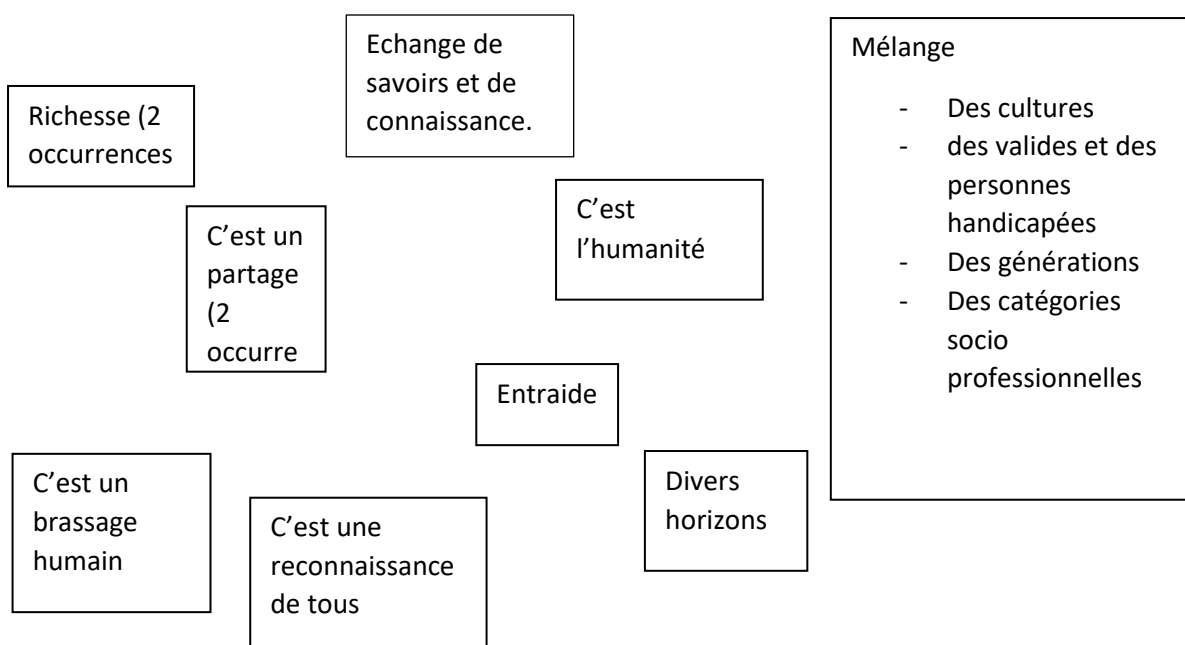 Echange de
savoirs et de
connaissance.
Mélange
- Des cultures
- des valides et des
personnes
handicapées
- Des générations
- Des catégories
socio
professionnelles
Richesse (2
occurrences
C’est un
partage
(2
occurre
C’est
l’humanité
Entraide
Divers
horizons
C’est un
brassage
humain
C’est une
reconnaissance
de tous